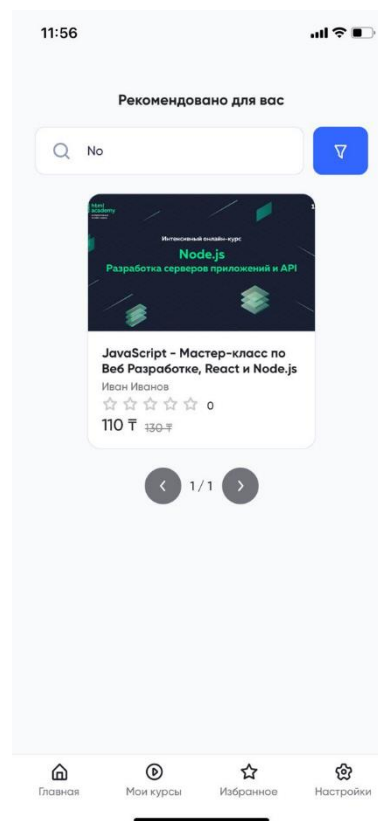 11:56
Рекомендовано для вас
No
academy
Интенсивный онлайн-курс
Node.js
Разработка серверов приложений и API
JavaScript - Мастер-класс по
Веб Разработке, React и Node.js
Иван Иванов
0
110 ₸ 130 ₸
1 / 1
Главная Мои курсы Избранное Настройки